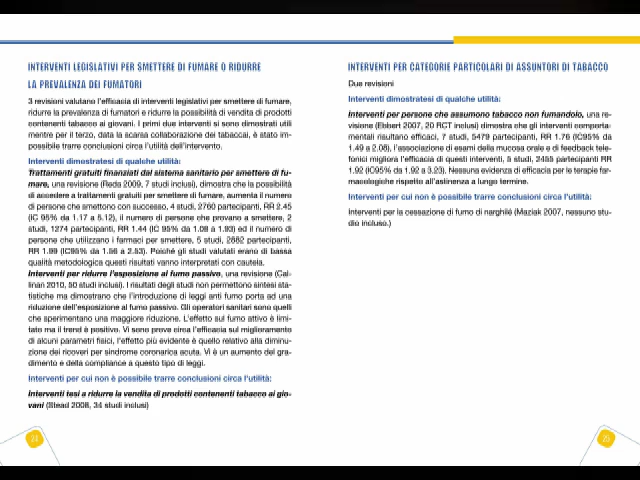 INTERVENTI LEGISLATIVI PER SMETTERE DI FUMARE O RIDURRE
LA PREVALENZA DEI FUMATORI
3 revisioni valutano l'efficacia di interventi legislativi per smettere di fumare,
ridurre la prevalenza di fumatori e ridurre la possibilità di vendita di prodotti
contenenti tabacco ai giovani. I primi due interventi si sono dimostrati utili
mentre per il terzo, data la scarsa collaborazione dei tabaccai, è stato im-
possibile trarre conclusioni circa l'utilità dell'intervento.
Interventi dimostratesi di qualche utilità:
Trattamenti gratuiti finanziati dal sistema sanitario per smettere di fu-
mare, una revisione (Reda 2009, 7 studi inclusi), dimostra che la possibilità
di accedere a trattamenti gratuiti per smettere di fumare, aumenta il numero
di persone che smettono con successo, 4 studi, 2760 partecipanti, RR 2.45
(IC 95% da 1.17 a 5.12), il numero di persone che provano a smettere, 2
studi, 1274 partecipanti, RR 1.44 (IC 95% da 1.08 a 1.93) ed il numero di
persone che utilizzano i farmaci per smettere, 5 studi, 2682 partecipanti,
RR 1.99 (IC95% da 1.56 a 2.53). Poiché gli studi valutati erano di bassa
qualità metodologica questi risultati vanno interpretati con cautela.
Interventi per ridurre l'esposizione al fumo passivo, una revisione (Cal-
linan 2010, 50 studi inclusi). I risultati degli studi non permettono sintesi sta-
tistiche ma dimostrano che l'introduzione di leggi anti fumo porta ad una
riduzione dell'esposizione al fumo passivo. Gli operatori sanitari sono quelli
che sperimentano una maggiore riduzione. L'effetto sul fumo attivo è limi-
tato ma il trend è positivo. Vi sono prove circa l'efficacia sul miglioramento
di alcuni parametri fisici, l'effetto più evidente è quello relativo alla diminu-
zione dei ricoveri per sindrome coronarica acuta. Vi è un aumento del gra-
dimento e della compliance a questo tipo di leggi.
Interventi per cui non è possibile trarre conclusioni circa l'utilità:
Interventi tesi a ridurre la vendita di prodotti contenenti tabacco ai gio-
vani (Stead 2008, 34 studi inclusi)
24
INTERVENTI PER CATEGORIE PARTICOLARI DI ASSUNTORI DI TABACCO
Due revisioni
Interventi dimostratesi di qualche utilità:
Interventi per persone che assumono tabacco non fumandolo, una re-
visione (Ebbert 2007, 20 RCT inclusi) dimostra che gli interventi comporta-
mentali risultano efficaci, 7 studi, 5479 partecipanti, RR 1.76 (IC95% da
1.49 a 2.08), l'associazione di esami della mucosa orale e di feedback tele-
fonici migliora l'efficacia di questi interventi, 5 studi, 2455 partecipanti RR
1.92 (IC95% da 1.92 a 3.23). Nessuna evidenza di efficacia per le terapie far-
macologiche rispetto all'astinenza a lungo termine.
Interventi per cui non è possibile trarre conclusioni circa l'utilità:
Interventi per la cessazione di fumo di narghilé (Maziak 2007, nessuno stu-
dio incluso.)
25